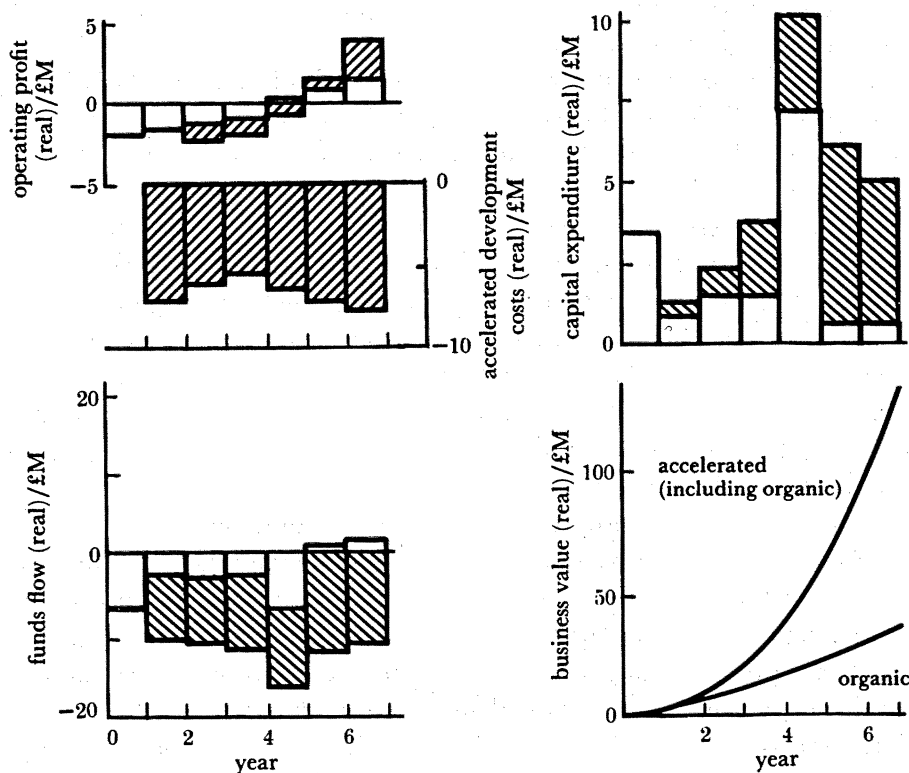 operating profit
(real)/£M
5
0
−5
accelerated development
costs (real)/£M
0
−10
capital expenditure (real)/£M
10
5
0
funds flow (real)/£M
20
0
−20
0
2
4
6
year
business value (real)/£M
100
50
0
accelerated
(including organic)
organic
2
4
6
year